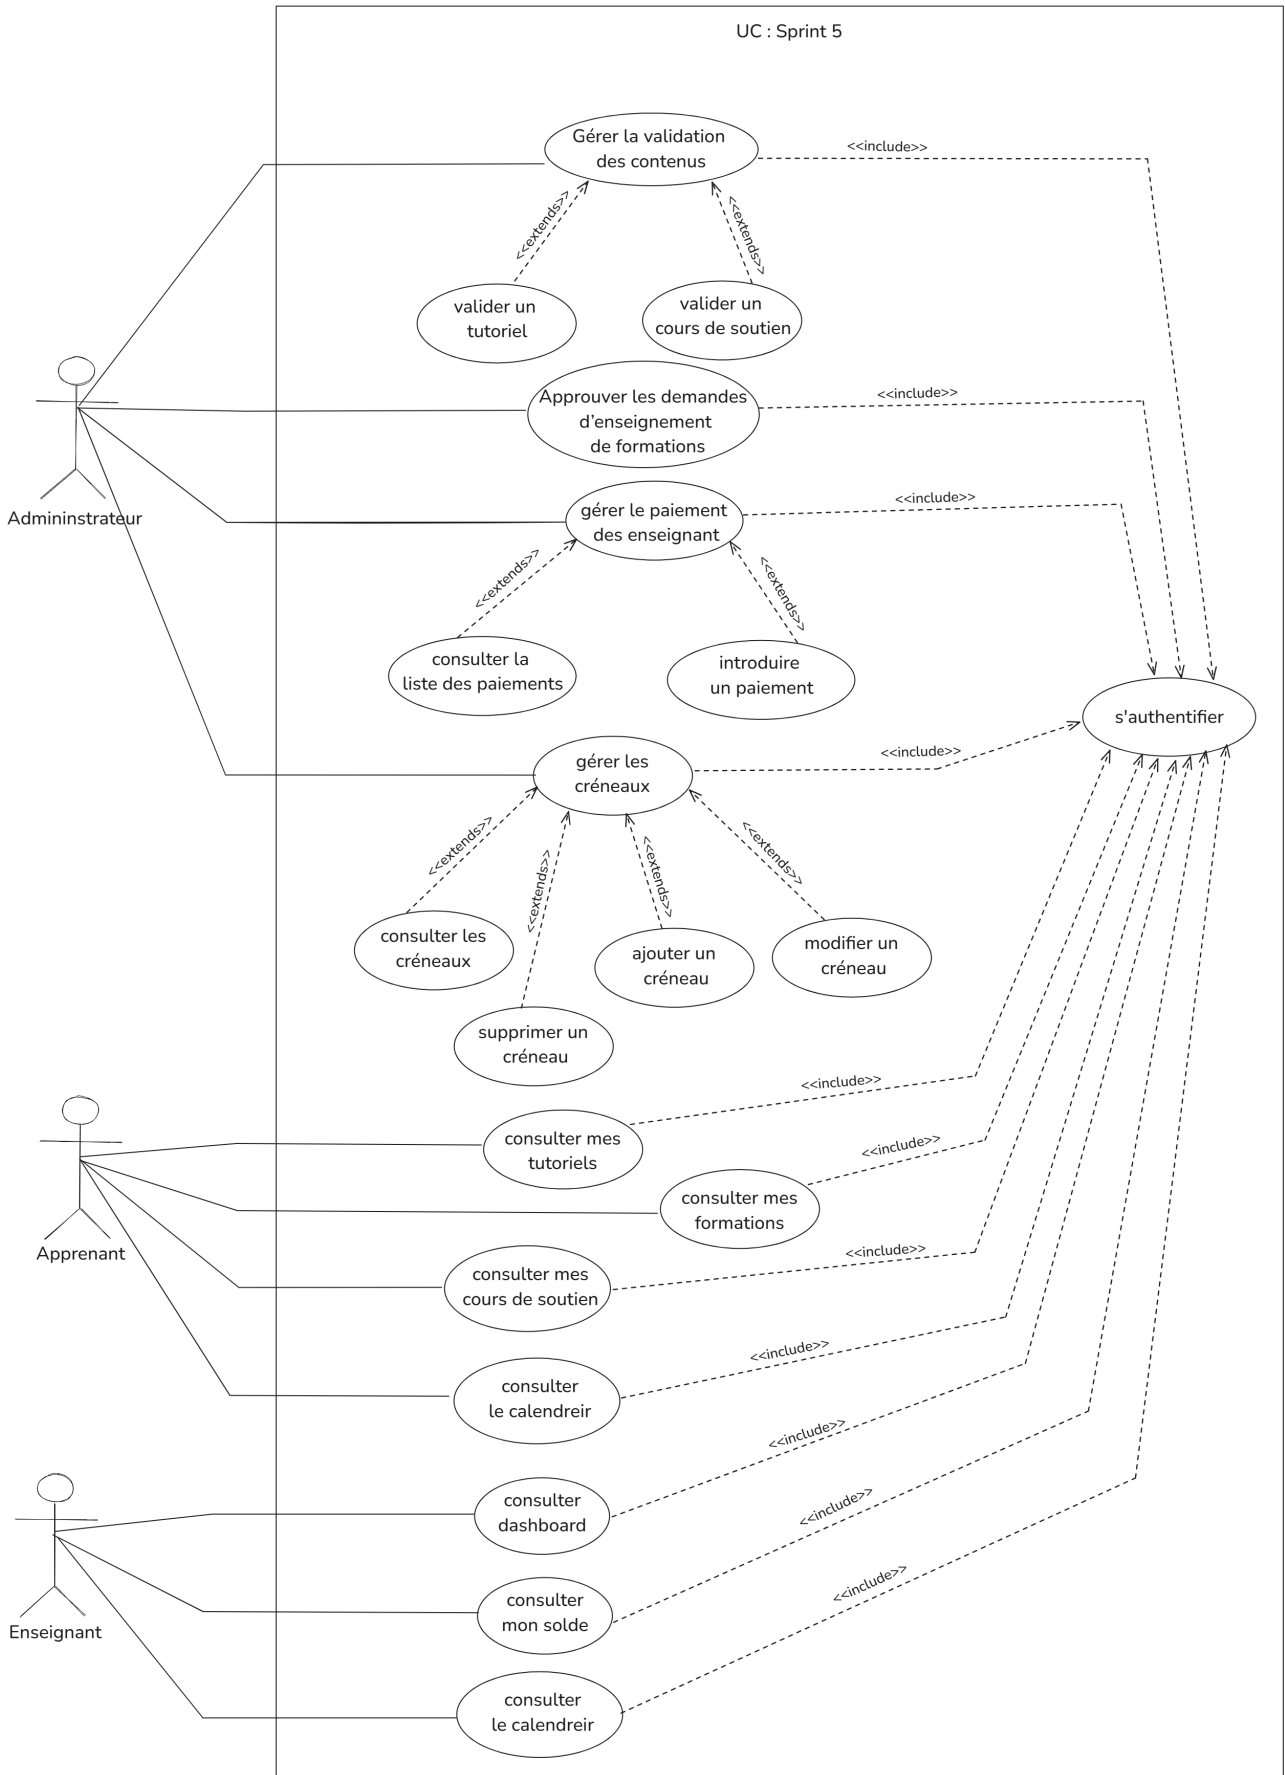 UC : Sprint 5
Gérer la validation
des contenus
<<include>>
<<extends>>
<<extends>>
valider un
tutoriel
valider un
cours de soutien
Admininstrateur
Approuver les demandes
d'enseignement
de formations
<<include>>
gérer le paiement
des enseignant
<<include>>
<<extends>>
<<extends>>
consulter la
liste des paiements
introduire
un paiement
s'authentifier
gérer les
créneaux
<<include>>
<<extends>>
<<extends>>
<<extends>>
<<extends>>
consulter les
créneaux
supprimer un
créneau
ajouter un
créneau
modifier un
créneau
Apprenant
consulter mes
tutoriels
<<include>>
consulter mes
formations
<<include>>
consulter mes
cours de soutien
<<include>>
consulter
le calendreir
<<include>>
Enseignant
consulter
dashboard
<<include>>
consulter
mon solde
<<include>>
consulter
le calendreir
<<include>>